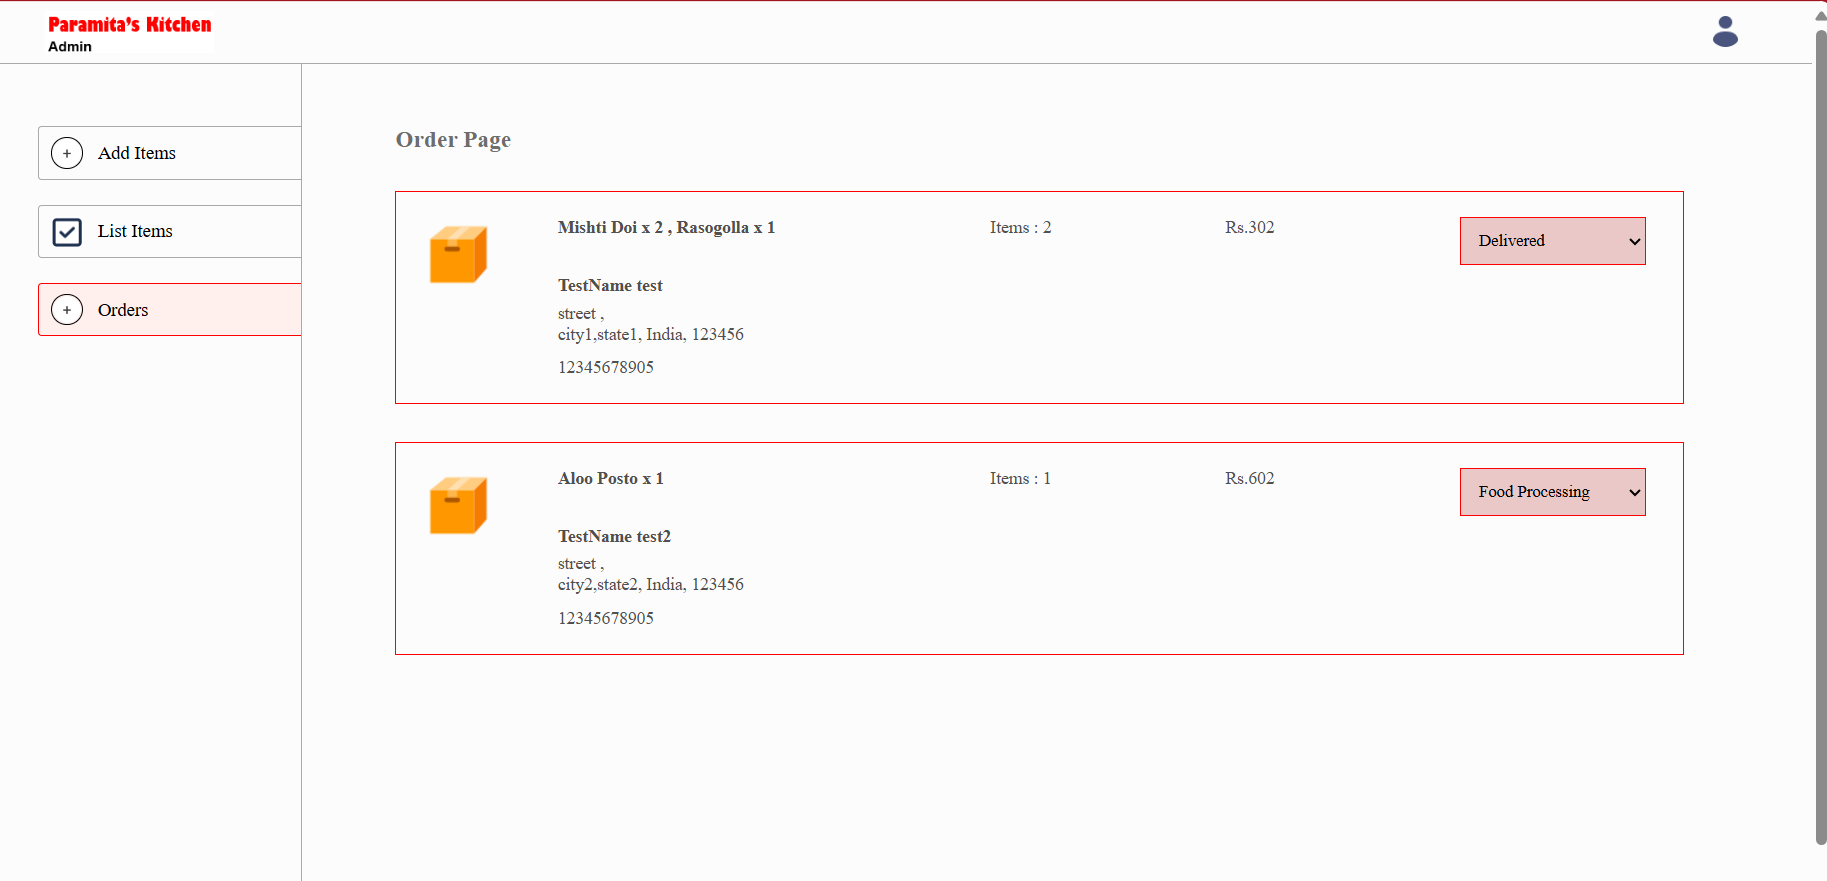 Paramita's Kitchen
Admin
Add Items
List Items
Orders
Order Page
Mishti Doi x 2 , Rasogolla x 1
Items : 2
Rs.302
Delivered
TestName test
street ,
city1,state1, India, 123456
12345678905
Aloo Posto x 1
Items : 1
Rs.602
Food Processing
TestName test2
street ,
city2,state2, India, 123456
12345678905